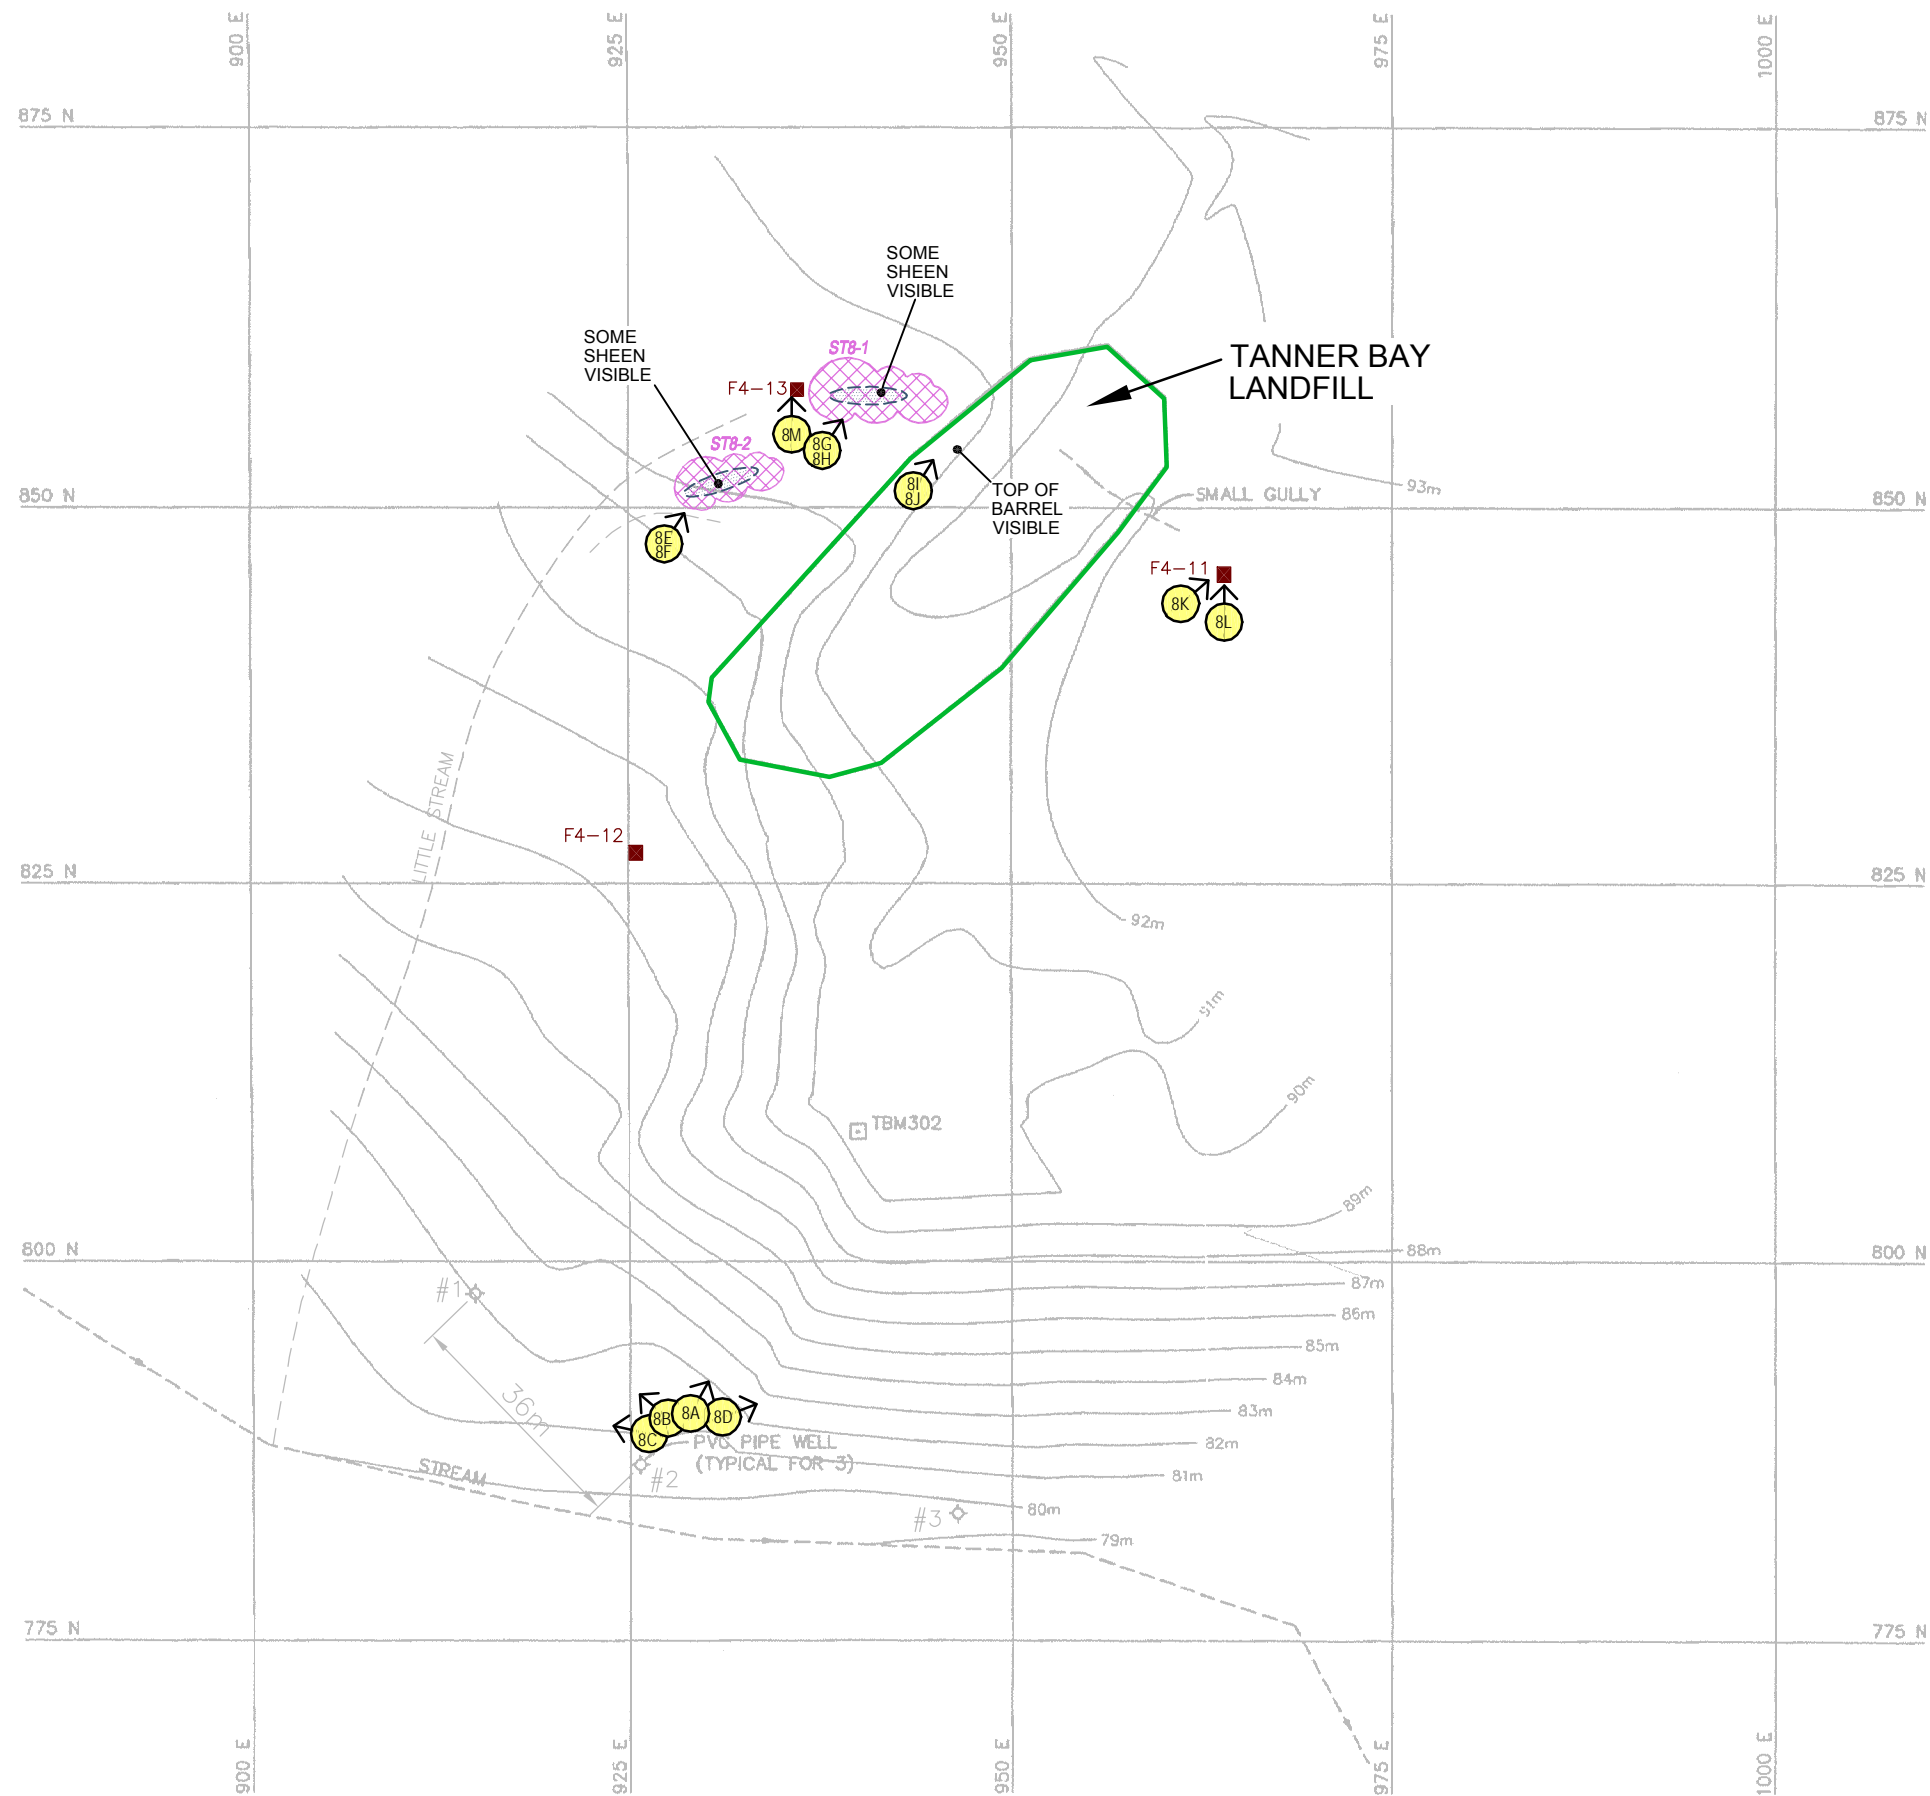 900 E
925 E
950 E
975 E
1000 E
875 N
875 N
SOME
SHEEN
VISIBLE
SOME
SHEEN
VISIBLE
ST8-1
TANNER BAY
LANDFILL
F4-13
8M
8G
8H
ST8-2
8I
8J
TOP OF
BARREL
VISIBLE
93m
SMALL GULLY
850 N
850 N
8E
8F
F4-11
8K
8L
LITTLE STREAM
F4-12
825 N
825 N
92m
91m
90m
TBM302
89m
800 N
88m
800 N
87m
#1
86m
85m
84m
36m
83m
8B
8A
8D
8C
PVC PIPE WELL
(TYPICAL FOR 3)
82m
STREAM
#2
81m
80m
#3
79m
775 N
775 N
900 E
925 E
950 E
975 E
1000 E